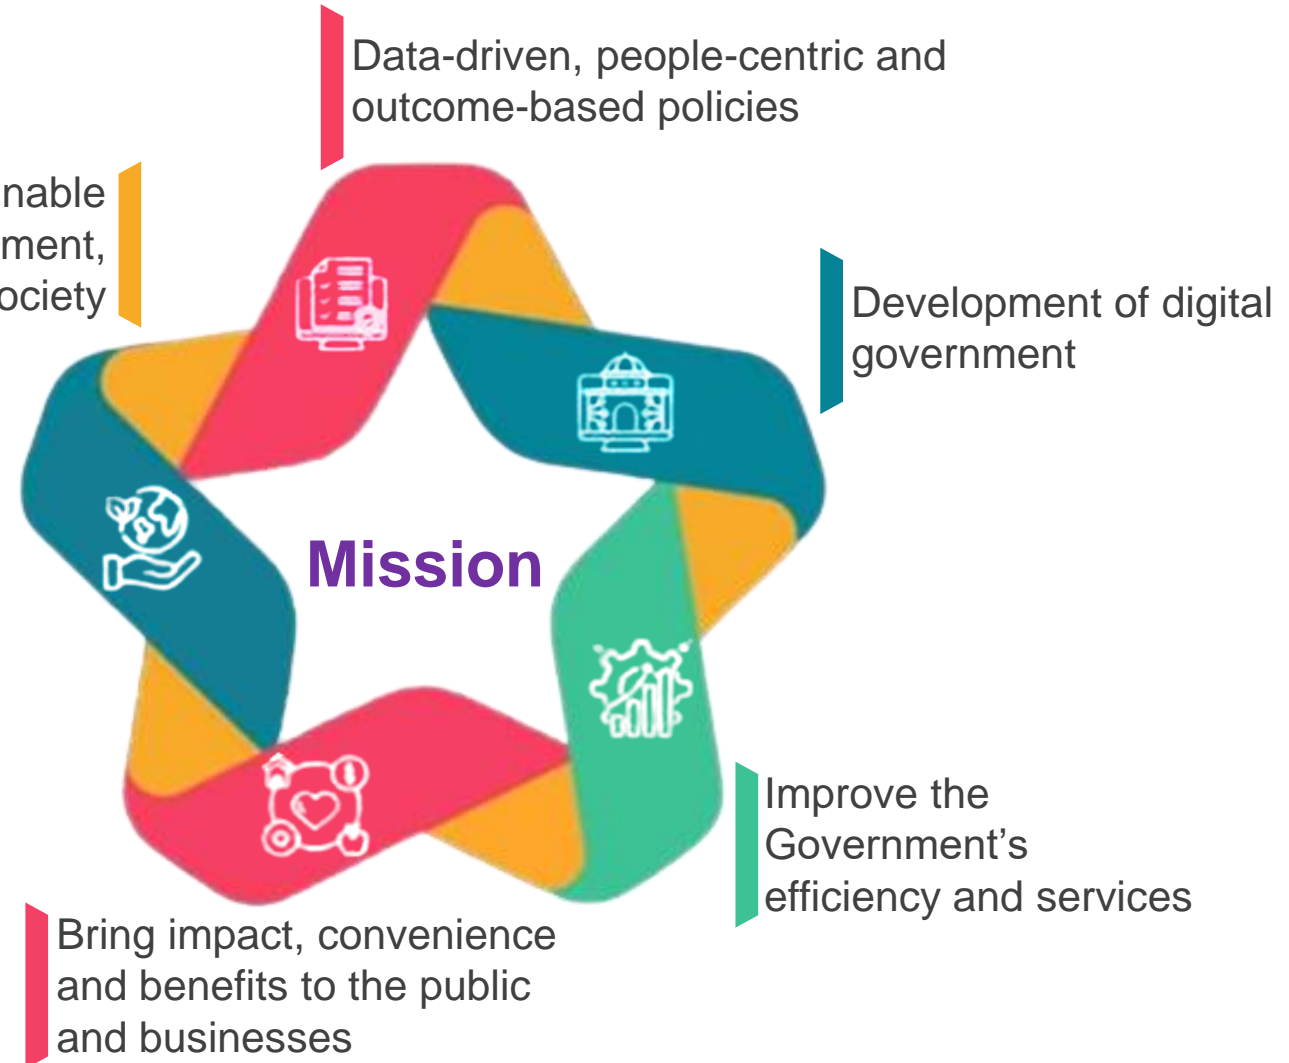 Data-driven, people-centric and
outcome-based policies
Development of digital
government
Mission
Improve the
Government’s
efficiency and services
Bring impact, convenience
and benefits to the public
and businesses